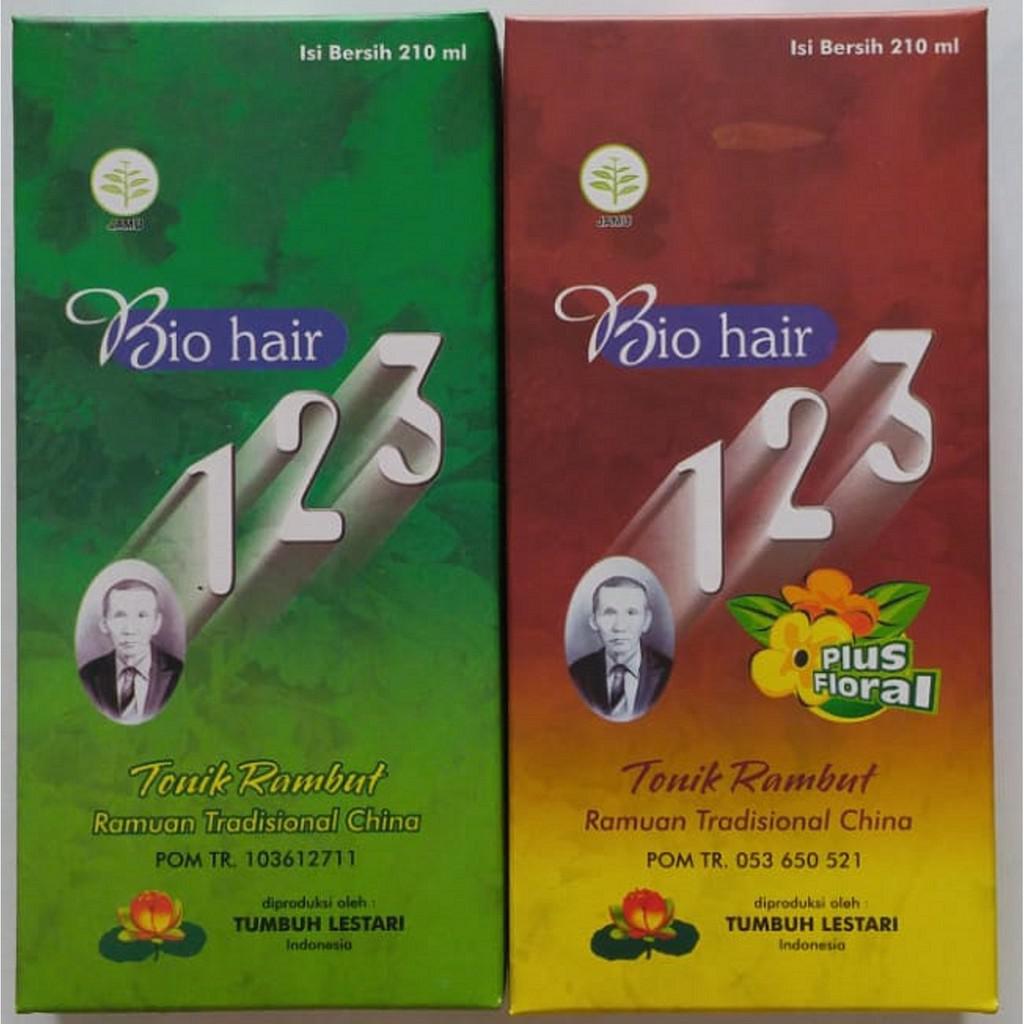 Isi Bersih 210 ml
JAMU
Bio hair
123
Tonik Rambut
Ramuan Tradisional China
POM TR. 103612711
diproduksi oleh :
TUMBUH LESTARI
Indonesia
Isi Bersih 210 ml
JAMU
Bio hair
123
Plus
Floral
Tonik Rambut
Ramuan Tradisional China
POM TR. 053 650 521
diproduksi oleh :
TUMBUH LESTARI
Indonesia